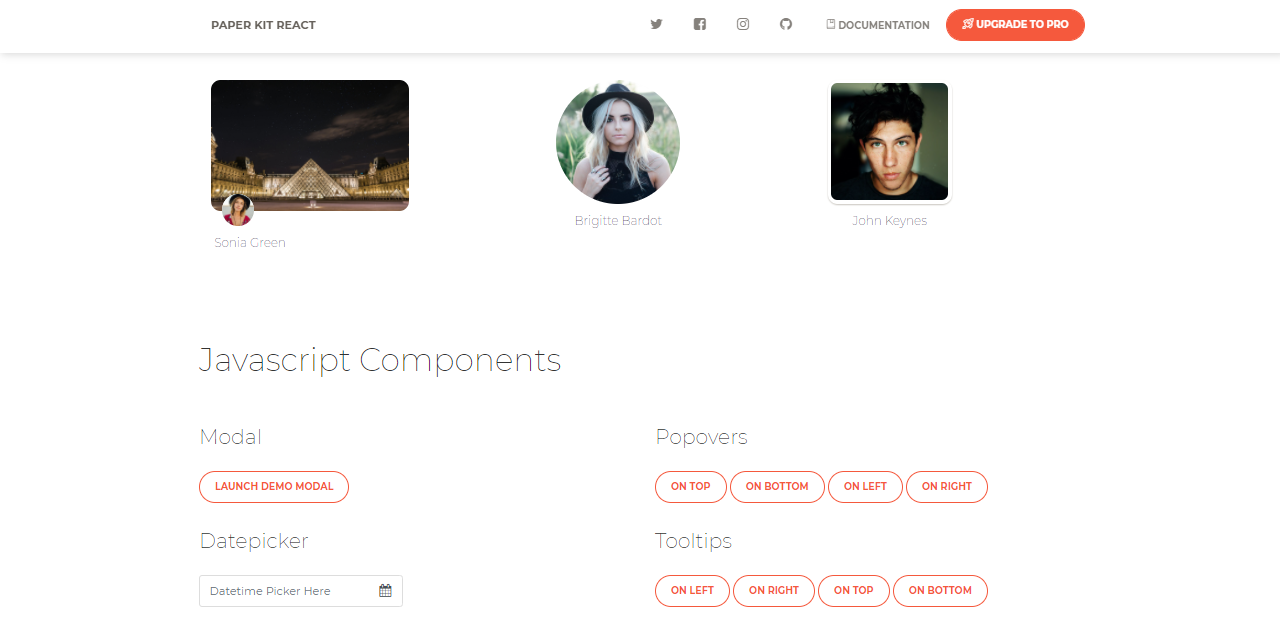 PAPER KIT REACT
DOCUMENTATION
UPGRADE TO PRO
Brigitte Bardot
John Keynes
Sonia Green
Javascript Components
Modal
LAUNCH DEMO MODAL
Popovers
ON TOP
ON BOTTOM
ON LEFT
ON RIGHT
Datepicker
Datetime Picker Here
Tooltips
ON LEFT
ON RIGHT
ON TOP
ON BOTTOM